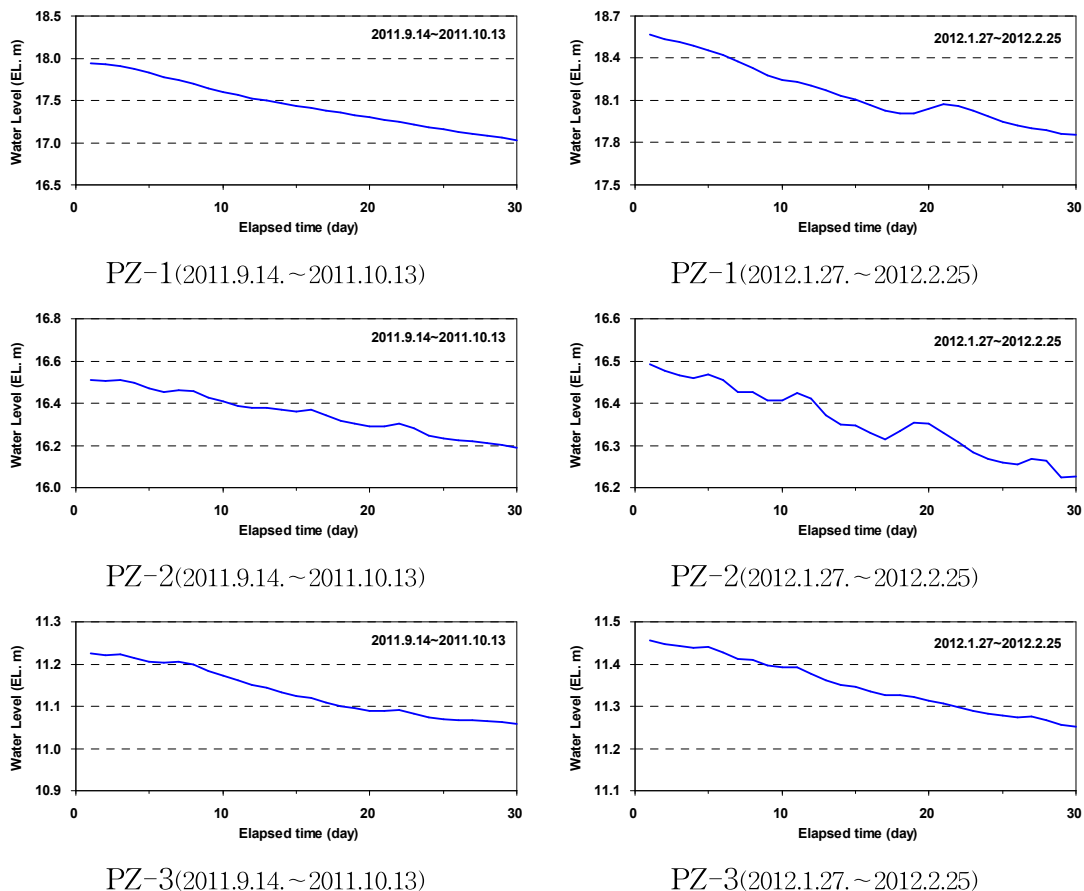 18.5
18.0
17.5
17.0
16.5
Water Level (EL. m)
2011.9.14~2011.10.13
0 10 20 30
Elapsed time (day)
PZ-1(2011.9.14.～2011.10.13)
18.7
18.4
18.1
17.8
17.5
Water Level (EL. m)
2012.1.27~2012.2.25
0 10 20 30
Elapsed time (day)
PZ-1(2012.1.27.～2012.2.25)
16.8
16.6
16.4
16.2
16.0
Water Level (EL. m)
2011.9.14~2011.10.13
0 10 20 30
Elapsed time (day)
PZ-2(2011.9.14.～2011.10.13)
16.6
16.5
16.4
16.3
16.2
Water Level (EL. m)
2012.1.27~2012.2.25
0 10 20 30
Elapsed time (day)
PZ-2(2012.1.27.～2012.2.25)
11.3
11.2
11.1
11.0
10.9
Water Level (EL. m)
2011.9.14~2011.10.13
0 10 20 30
Elapsed time (day)
PZ-3(2011.9.14.～2011.10.13)
11.5
11.4
11.3
11.2
11.1
Water Level (EL. m)
2012.1.27~2012.2.25
0 10 20 30
Elapsed time (day)
PZ-3(2012.1.27.～2012.2.25)